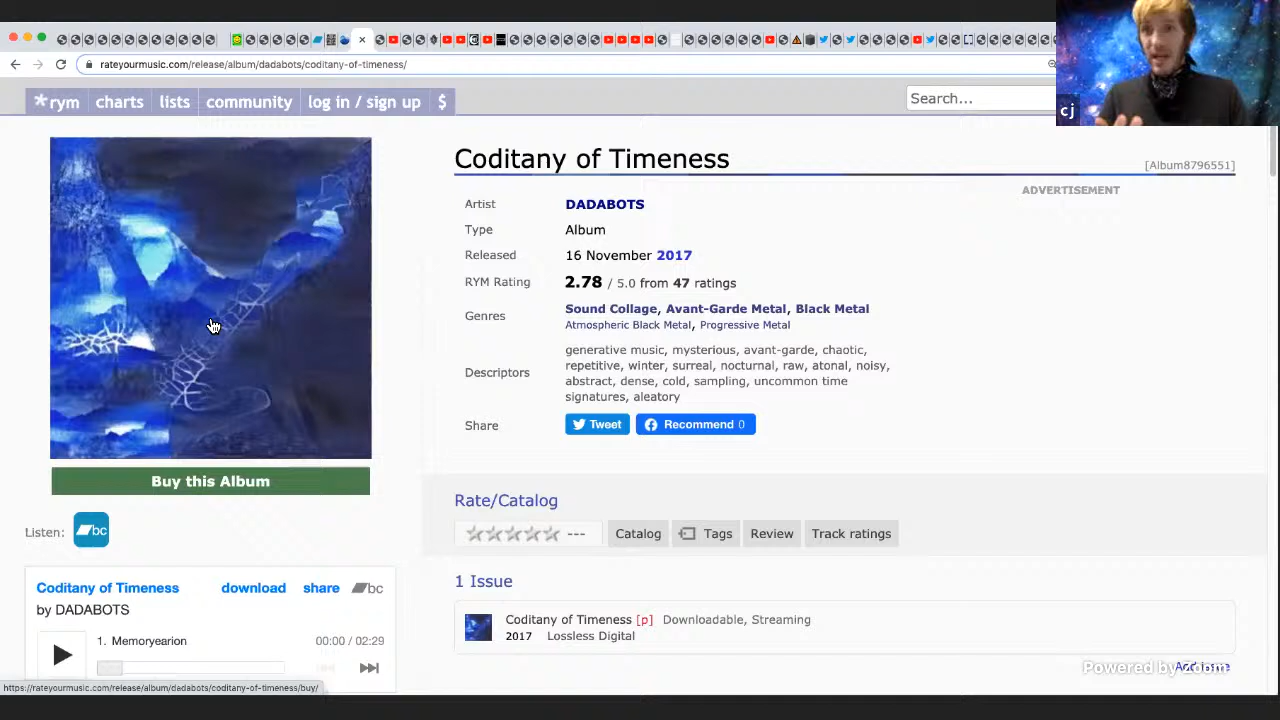 rateyourmusic.com/release/album/dadabots/coditany-of-timeness/
*rym charts lists community log in / sign up $ Search...
cj
Coditany of Timeness
[Album8796551]
ADVERTISEMENT
Artist DADABOTS
Type Album
Released 16 November 2017
RYM Rating 2.78 / 5.0 from 47 ratings
Genres Sound Collage, Avant-Garde Metal, Black Metal
Atmospheric Black Metal, Progressive Metal
Descriptors generative music, mysterious, avant-garde, chaotic,
repetitive, winter, surreal, nocturnal, raw, atonal, noisy,
abstract, dense, cold, sampling, uncommon time
signatures, aleatory
Share Tweet Recommend 0
Buy this Album
Listen: bc
Rate/Catalog
--- Catalog Tags Review Track ratings
1 Issue
Coditany of Timeness [p] Downloadable, Streaming
2017 Lossless Digital
Coditany of Timeness download share bc
by DADABOTS
1. Memoryearion 00:00 / 02:29
Powered by Zoom
https://rateyourmusic.com/release/album/dadabots/coditany-of-timeness/buy/